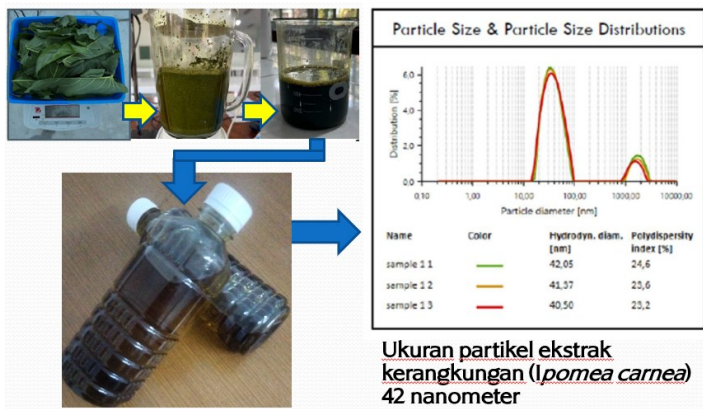 Particle Size & Particle Size Distributions
Distribution [%]
6,0
4,0
2,0
0,0
0,10 1,00 10,00 100,00 1000,00 10000,00
Particle diameter [nm]
Name Color Hydrodyn. diam. [nm] Polydispersity index [%]
sample 1 1 42,05 24,6
sample 1 2 41,37 23,6
sample 1 3 40,50 23,2
Ukuran partikel ekstrak
kerangkungan (Ipomea carnea)
42 nanometer